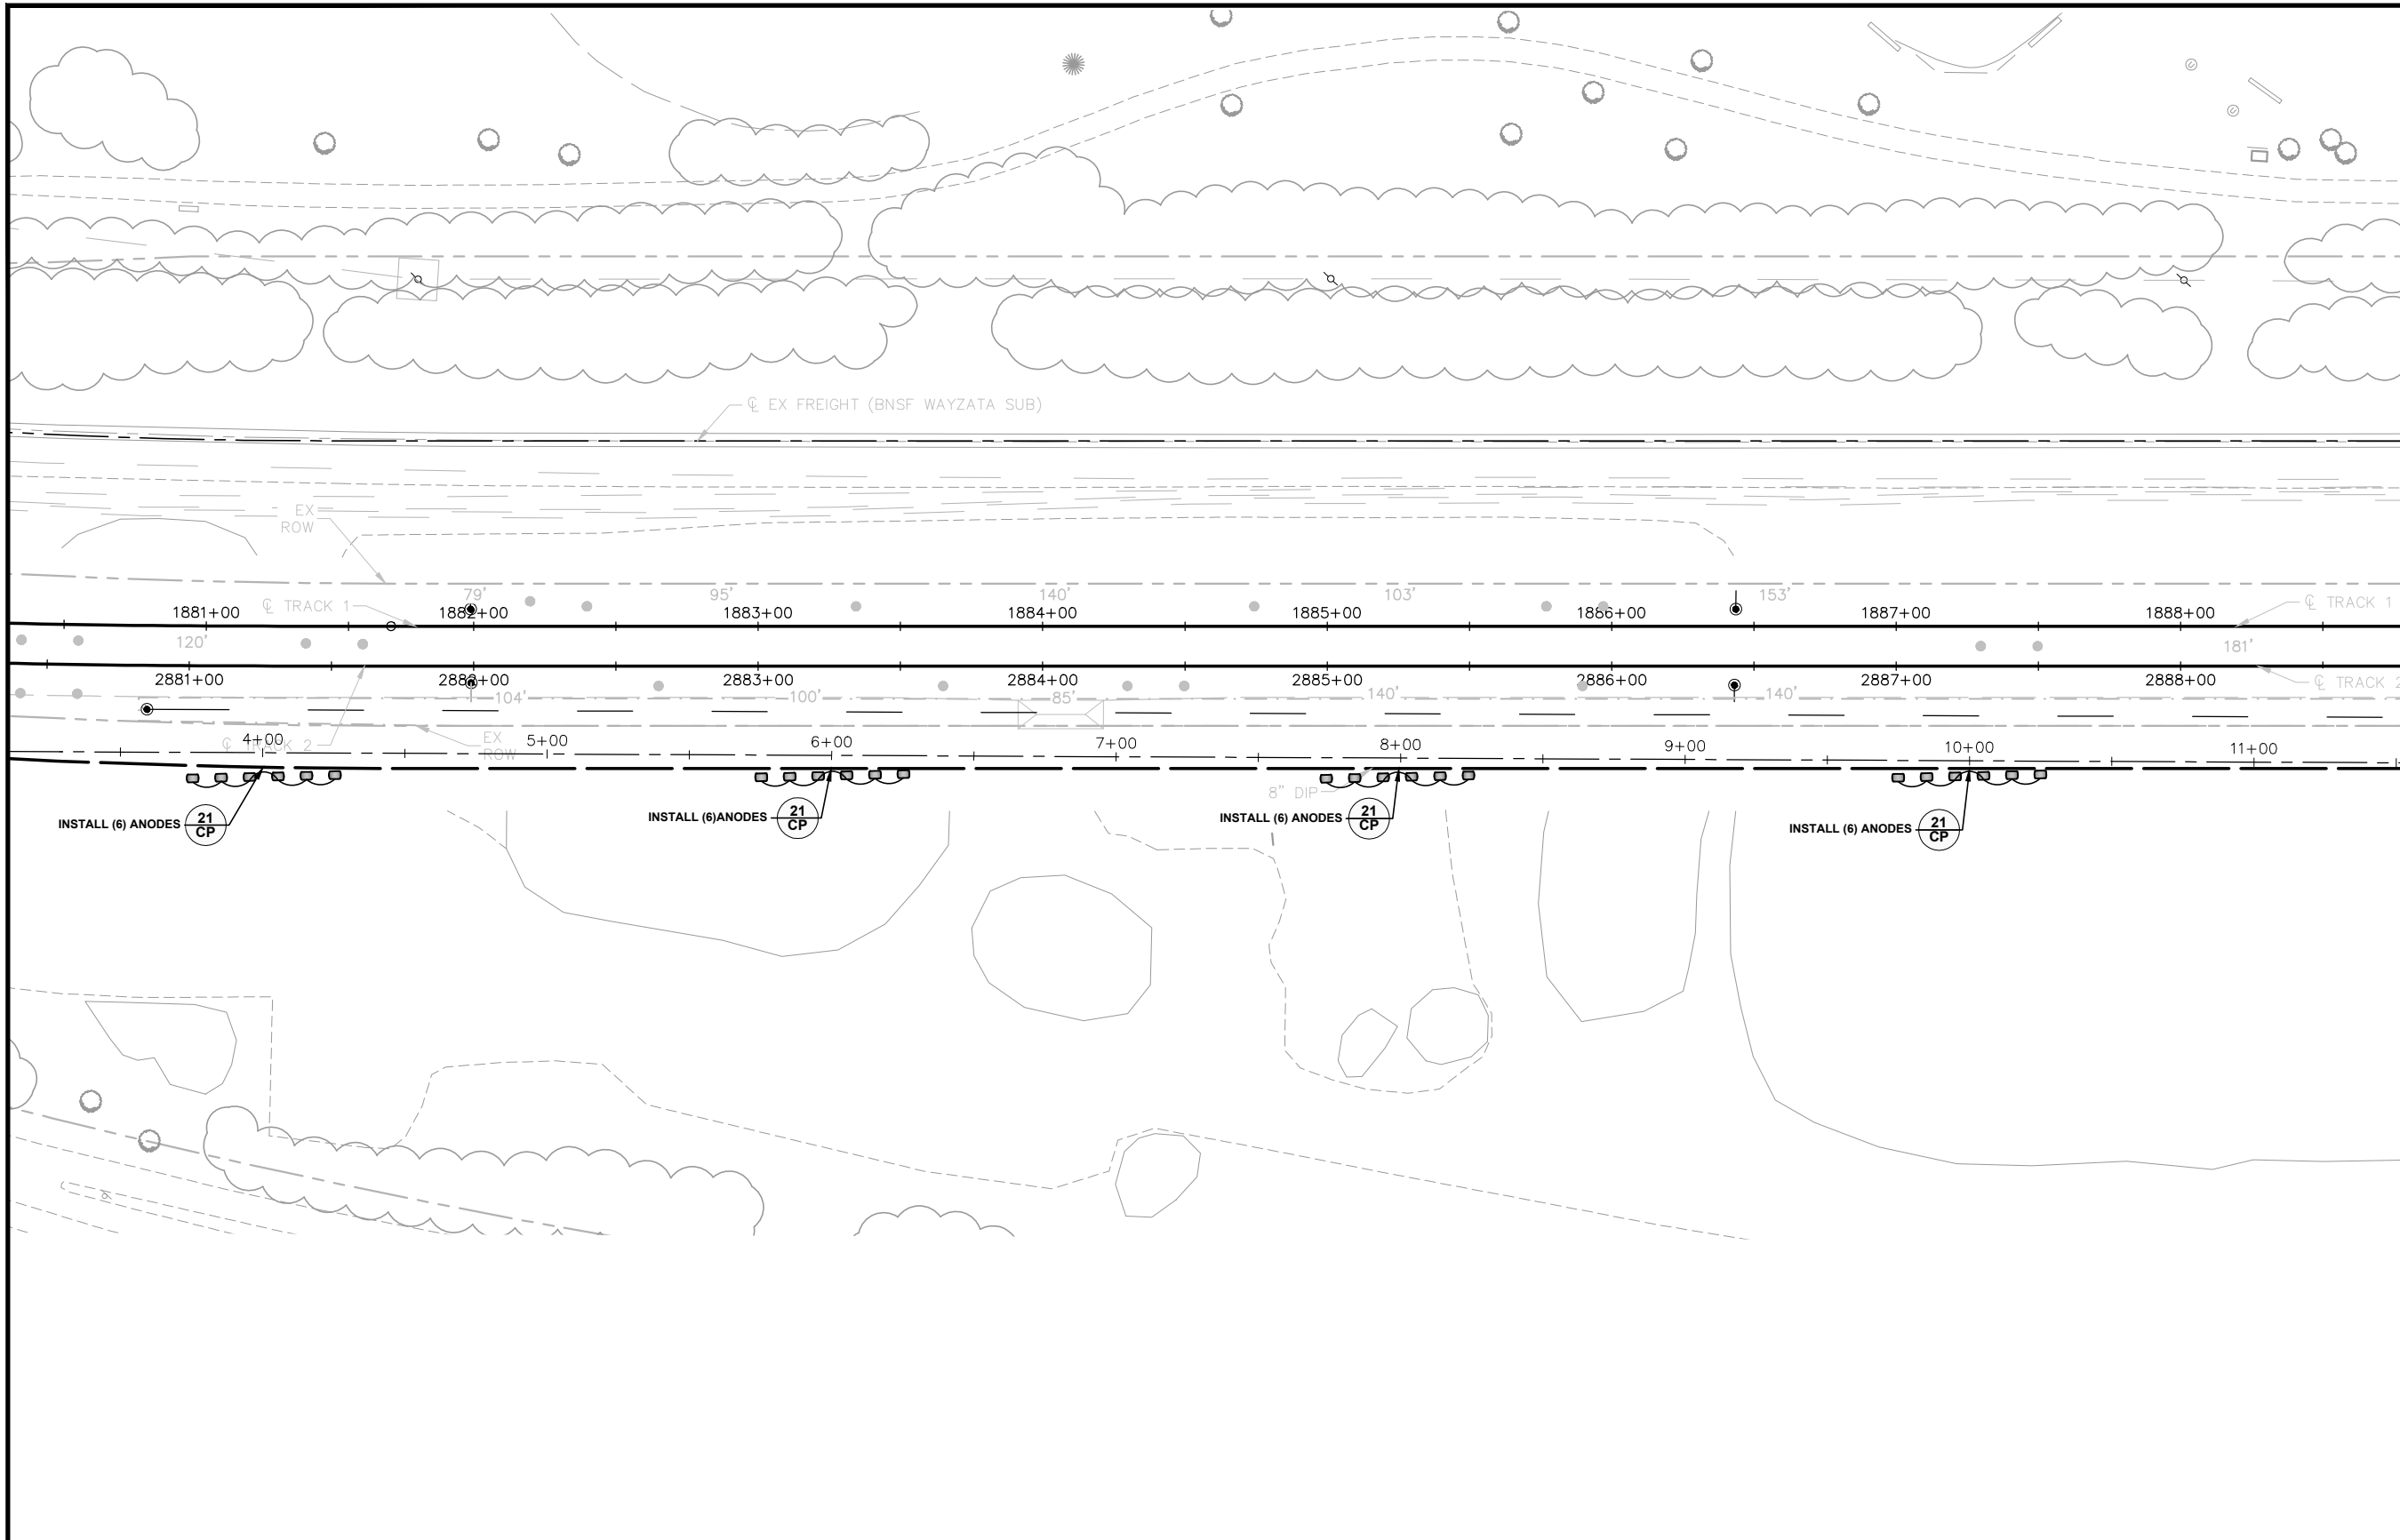 ℄ EX FREIGHT (BNSF WAYZATA SUB)
EX
ROW
79' 95' 140' 103' 153'
℄ TRACK 1
℄ TRACK 1
1881+00 1882+00 1883+00 1884+00 1885+00 1886+00 1887+00 1888+00
120' 181'
2881+00 2882+00 2883+00 2884+00 2885+00 2886+00 2887+00 2888+00
℄ TRACK 2
104' 100' 85' 140' 140'
℄ TRACK 2
EX
ROW
4+00 5+00 6+00 7+00 8+00 9+00 10+00 11+00
8" DIP
INSTALL (6) ANODES 21
CP
INSTALL (6)ANODES 21
CP
INSTALL (6) ANODES 21
CP
INSTALL (6) ANODES 21
CP